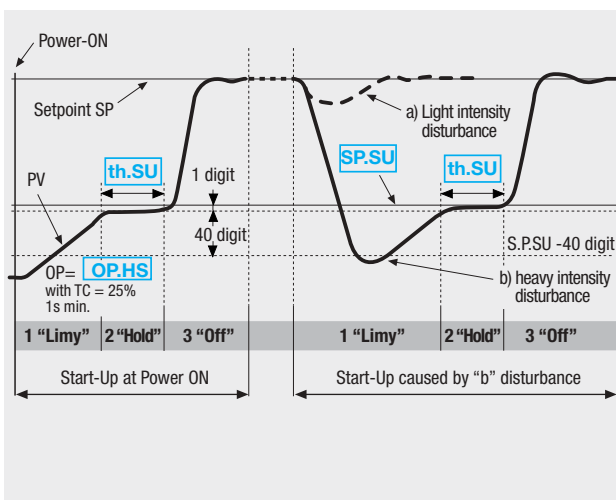 Power-ON
Setpoint SP
a) Light intensity
disturbance
th.SU
SP.SU
th.SU
PV
1 digit
40 digit
S.P.SU -40 digit
OP= OP.HS
with TC = 25%
1s min.
b) heavy intensity
disturbance
1 “Limy” 2 “Hold” 3 “Off” 1 “Limy” 2 “Hold” 3 “Off”
Start-Up at Power ON Start-Up caused by “b” disturbance